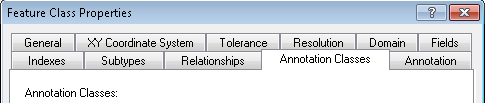 Feature Class Properties
General XY Coordinate System Tolerance Resolution Domain Fields
Indexes Subtypes Relationships Annotation Classes Annotation
Annotation Classes: